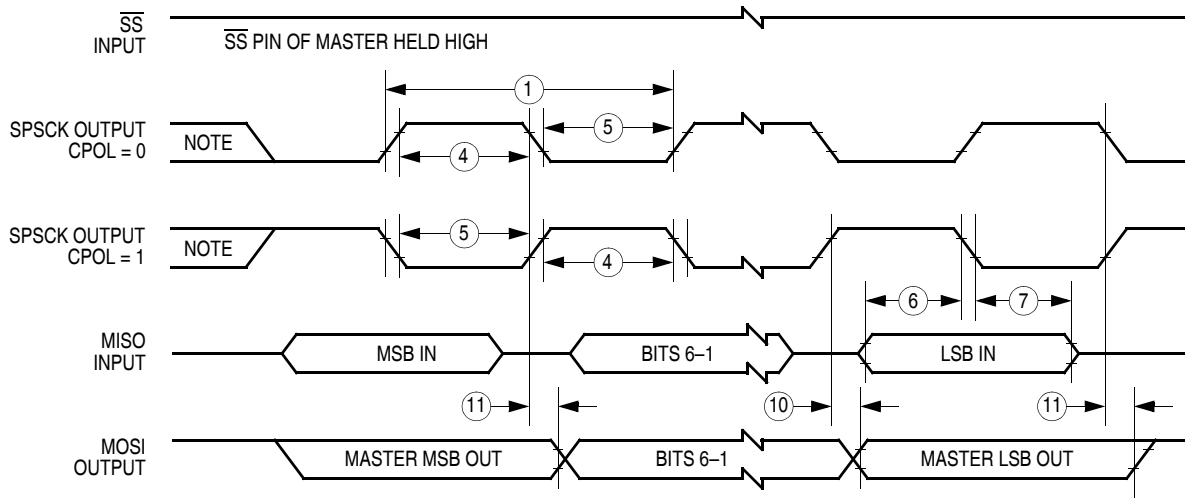 SS
INPUT
SS PIN OF MASTER HELD HIGH
1
SPSCK OUTPUT
CPOL = 0
NOTE
4
5
SPSCK OUTPUT
CPOL = 1
NOTE
5
4
6
7
MISO
INPUT
MSB IN
BITS 6–1
LSB IN
11
10
11
MOSI
OUTPUT
MASTER MSB OUT
BITS 6–1
MASTER LSB OUT